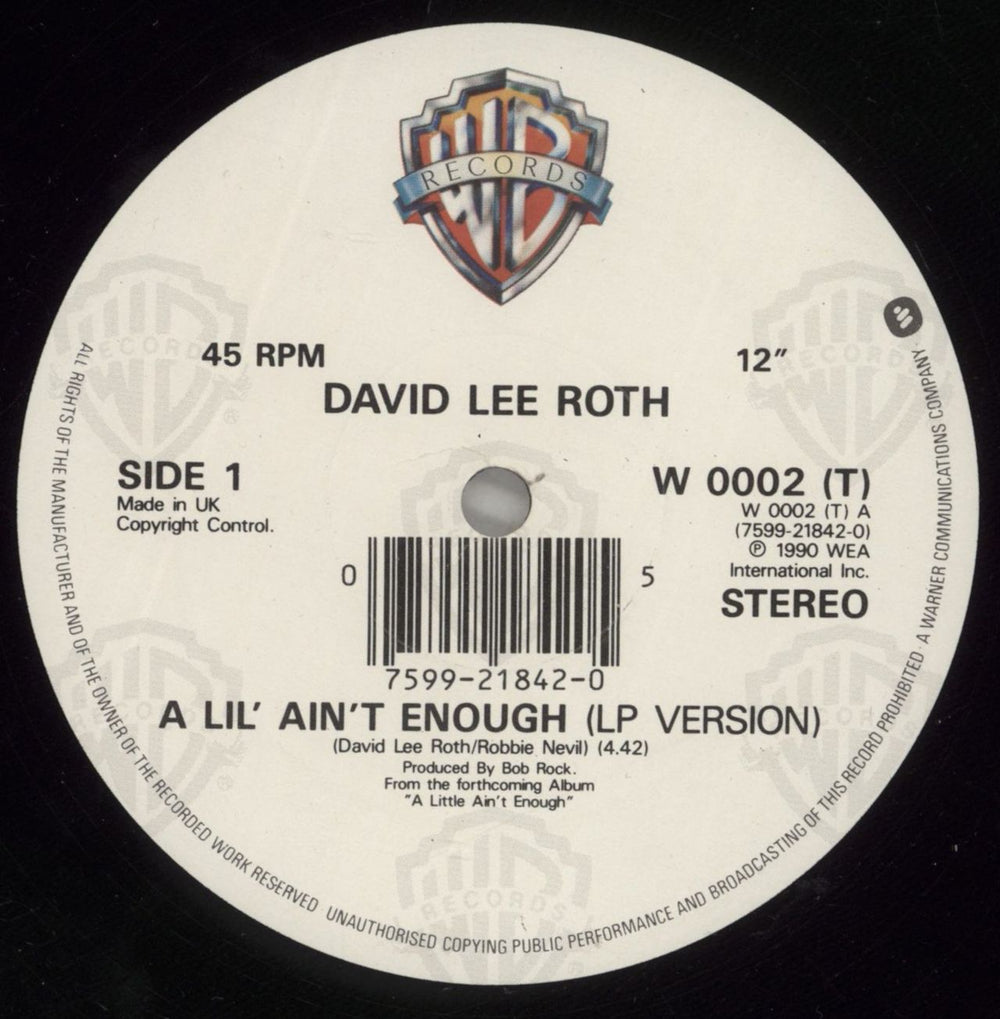 WB
RECORDS
45 RPM
12″
DAVID LEE ROTH
SIDE 1
Made in UK
Copyright Control.
W 0002 (T)
W 0002 (T) A
(7599-21842-0)
℗ 1990 WEA
International Inc.
STEREO
0
5
7599-21842-0
A LIL' AIN'T ENOUGH (LP VERSION)
(David Lee Roth/Robbie Nevil) (4.42)
Produced By Bob Rock.
From the forthcoming Album
"A Little Ain't Enough"
ALL RIGHTS OF THE MANUFACTURER AND OF THE OWNER OF THE RECORDED WORK RESERVED UNAUTHORISED COPYING PUBLIC PERFORMANCE AND BROADCASTING OF THIS RECORD PROHIBITED · A WARNER COMMUNICATIONS COMPANY ·